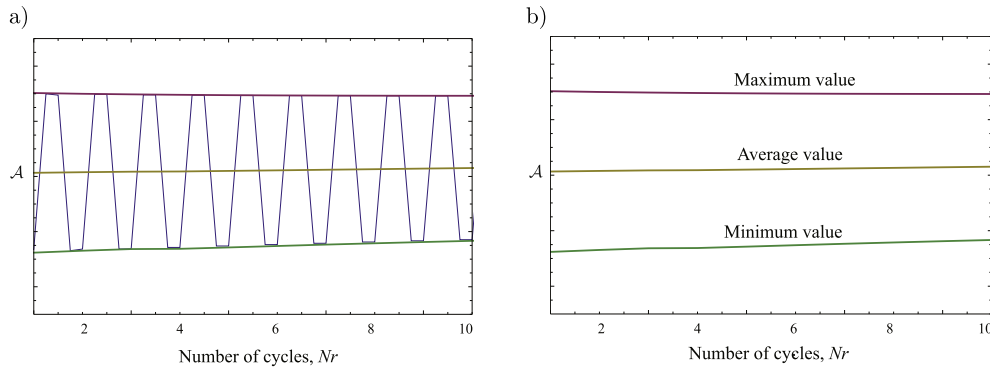 a)
𝒜
2 4 6 8 10
Number of cycles, Nr
b)
Maximum value
Average value
𝒜
Minimum value
2 4 6 8 10
Number of cycles, Nr